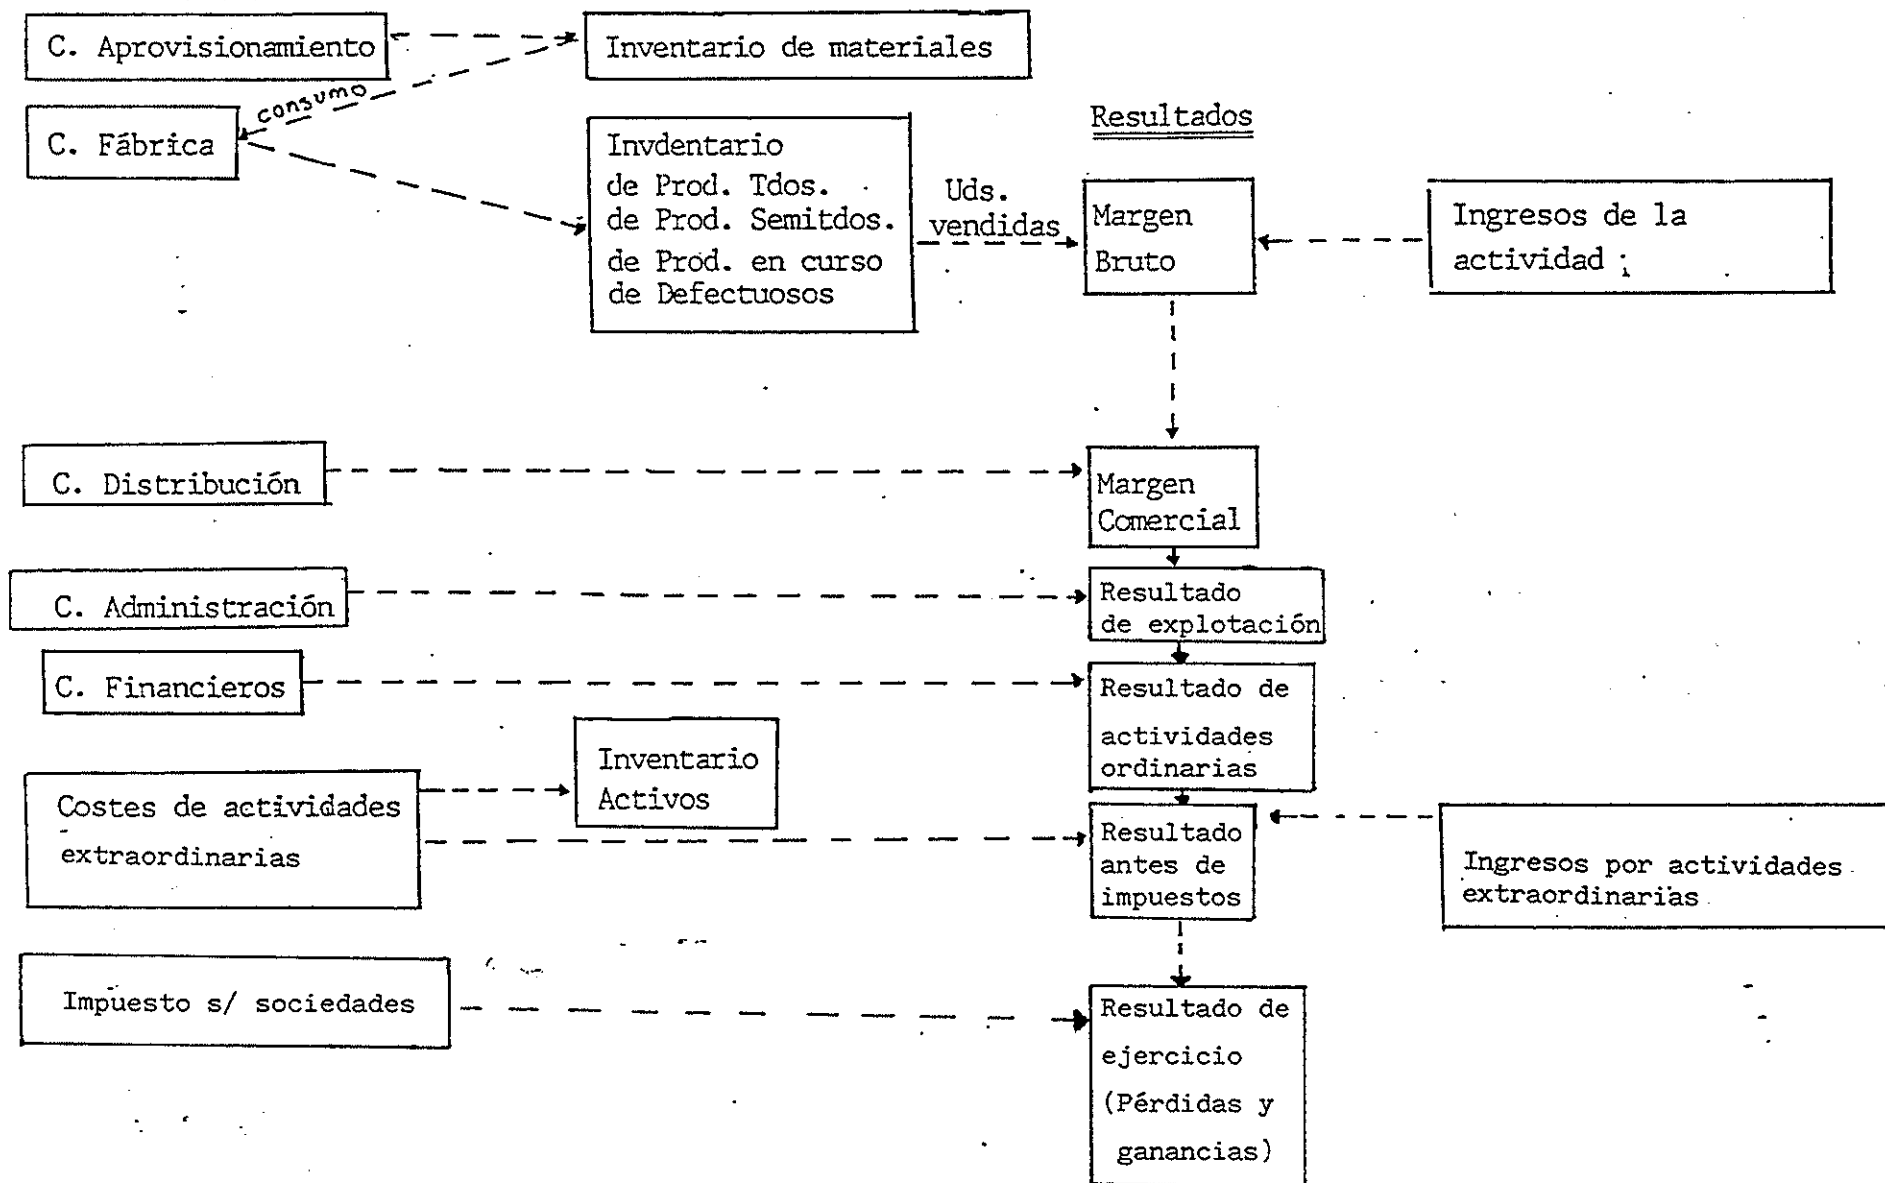 C. Aprovisionamiento
Inventario de materiales
consumo
C. Fábrica
Invdentario
de Prod. Tdos.
de Prod. Semitdos.
de Prod. en curso
de Defectuosos
Uds.
vendidas
Resultados
Margen
Bruto
Ingresos de la
actividad
C. Distribución
Margen
Comercial
C. Administración
Resultado
de explotación
C. Financieros
Resultado de
actividades
ordinarias
Inventario
Activos
Costes de actividades
extraordinarias
Resultado
antes de
impuestos
Ingresos por actividades
extraordinarias
Impuesto s/ sociedades
Resultado de
ejercicio
(Pérdidas y
ganancias)